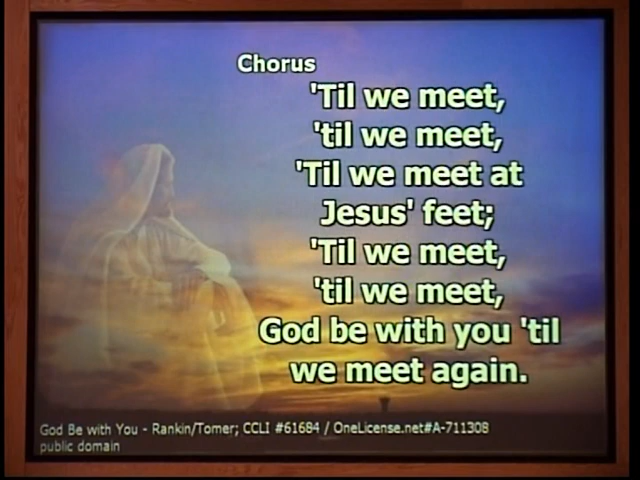 Chorus
'Til we meet,
'til we meet,
'Til we meet at
Jesus' feet;
'Til we meet,
'til we meet,
God be with you 'til
we meet again.
God Be with You - Rankin/Tomer; CCLI #61684 / OneLicense.net#A-711308
public domain